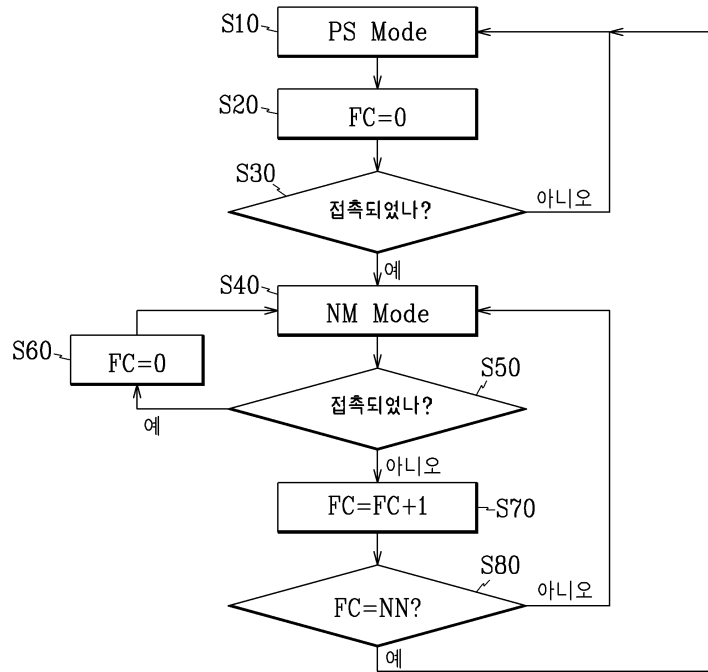 S10
PS Mode
S20
FC=0
S30
접촉되었나?
아니오
예
S40
NM Mode
S60
FC=0
S50
접촉되었나?
예
아니오
FC=FC+1
S70
S80
FC=NN?
아니오
예